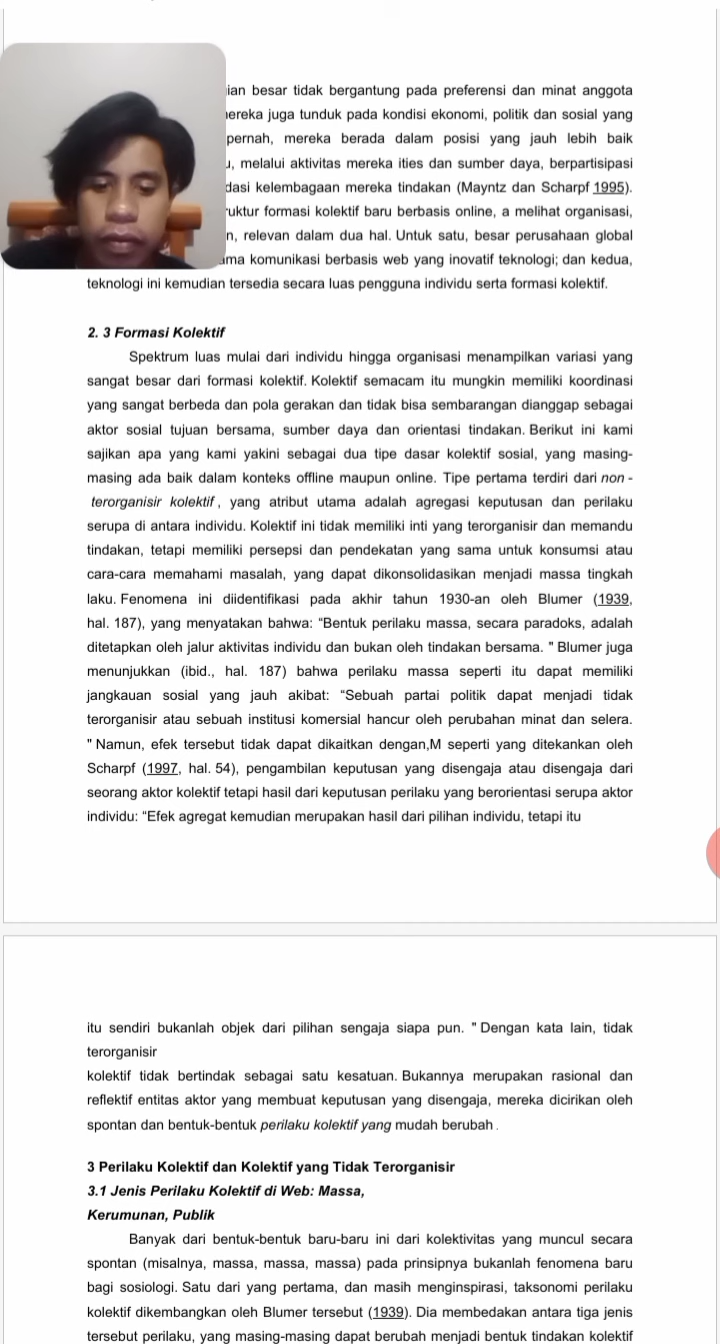 ian besar tidak bergantung pada preferensi dan minat anggota
ereka juga tunduk pada kondisi ekonomi, politik dan sosial yang
pernah, mereka berada dalam posisi yang jauh lebih baik
melalui aktivitas mereka ities dan sumber daya, berpartisipasi
dasi kelembagaan mereka tindakan (Mayntz dan Scharpf 1995).
ruktur formasi kolektif baru berbasis online, a melihat organisasi,
n, relevan dalam dua hal. Untuk satu, besar perusahaan global
ama komunikasi berbasis web yang inovatif teknologi; dan kedua,
teknologi ini kemudian tersedia secara luas pengguna individu serta formasi kolektif.
2. 3 Formasi Kolektif
Spektrum luas mulai dari individu hingga organisasi menampilkan variasi yang
sangat besar dari formasi kolektif. Kolektif semacam itu mungkin memiliki koordinasi
yang sangat berbeda dan pola gerakan dan tidak bisa sembarangan dianggap sebagai
aktor sosial tujuan bersama, sumber daya dan orientasi tindakan. Berikut ini kami
sajikan apa yang kami yakini sebagai dua tipe dasar kolektif sosial, yang masing-
masing ada baik dalam konteks offline maupun online. Tipe pertama terdiri dari non -
terorganisir kolektif , yang atribut utama adalah agregasi keputusan dan perilaku
serupa di antara individu. Kolektif ini tidak memiliki inti yang terorganisir dan memandu
tindakan, tetapi memiliki persepsi dan pendekatan yang sama untuk konsumsi atau
cara-cara memahami masalah, yang dapat dikonsolidasikan menjadi massa tingkah
laku. Fenomena ini diidentifikasi pada akhir tahun 1930-an oleh Blumer (1939,
hal. 187), yang menyatakan bahwa: “Bentuk perilaku massa, secara paradoks, adalah
ditetapkan oleh jalur aktivitas individu dan bukan oleh tindakan bersama. " Blumer juga
menunjukkan (ibid., hal. 187) bahwa perilaku massa seperti itu dapat memiliki
jangkauan sosial yang jauh akibat: “Sebuah partai politik dapat menjadi tidak
terorganisir atau sebuah institusi komersial hancur oleh perubahan minat dan selera.
" Namun, efek tersebut tidak dapat dikaitkan dengan,M seperti yang ditekankan oleh
Scharpf (1997, hal. 54), pengambilan keputusan yang disengaja atau disengaja dari
seorang aktor kolektif tetapi hasil dari keputusan perilaku yang berorientasi serupa aktor
individu: “Efek agregat kemudian merupakan hasil dari pilihan individu, tetapi itu
itu sendiri bukanlah objek dari pilihan sengaja siapa pun. " Dengan kata lain, tidak
terorganisir
kolektif tidak bertindak sebagai satu kesatuan. Bukannya merupakan rasional dan
reflektif entitas aktor yang membuat keputusan yang disengaja, mereka dicirikan oleh
spontan dan bentuk-bentuk perilaku kolektif yang mudah berubah .
3 Perilaku Kolektif dan Kolektif yang Tidak Terorganisir
3.1 Jenis Perilaku Kolektif di Web: Massa,
Kerumunan, Publik
Banyak dari bentuk-bentuk baru-baru ini dari kolektivitas yang muncul secara
spontan (misalnya, massa, massa, massa) pada prinsipnya bukanlah fenomena baru
bagi sosiologi. Satu dari yang pertama, dan masih menginspirasi, taksonomi perilaku
kolektif dikembangkan oleh Blumer tersebut (1939). Dia membedakan antara tiga jenis
tersebut perilaku, yang masing-masing dapat berubah menjadi bentuk tindakan kolektif